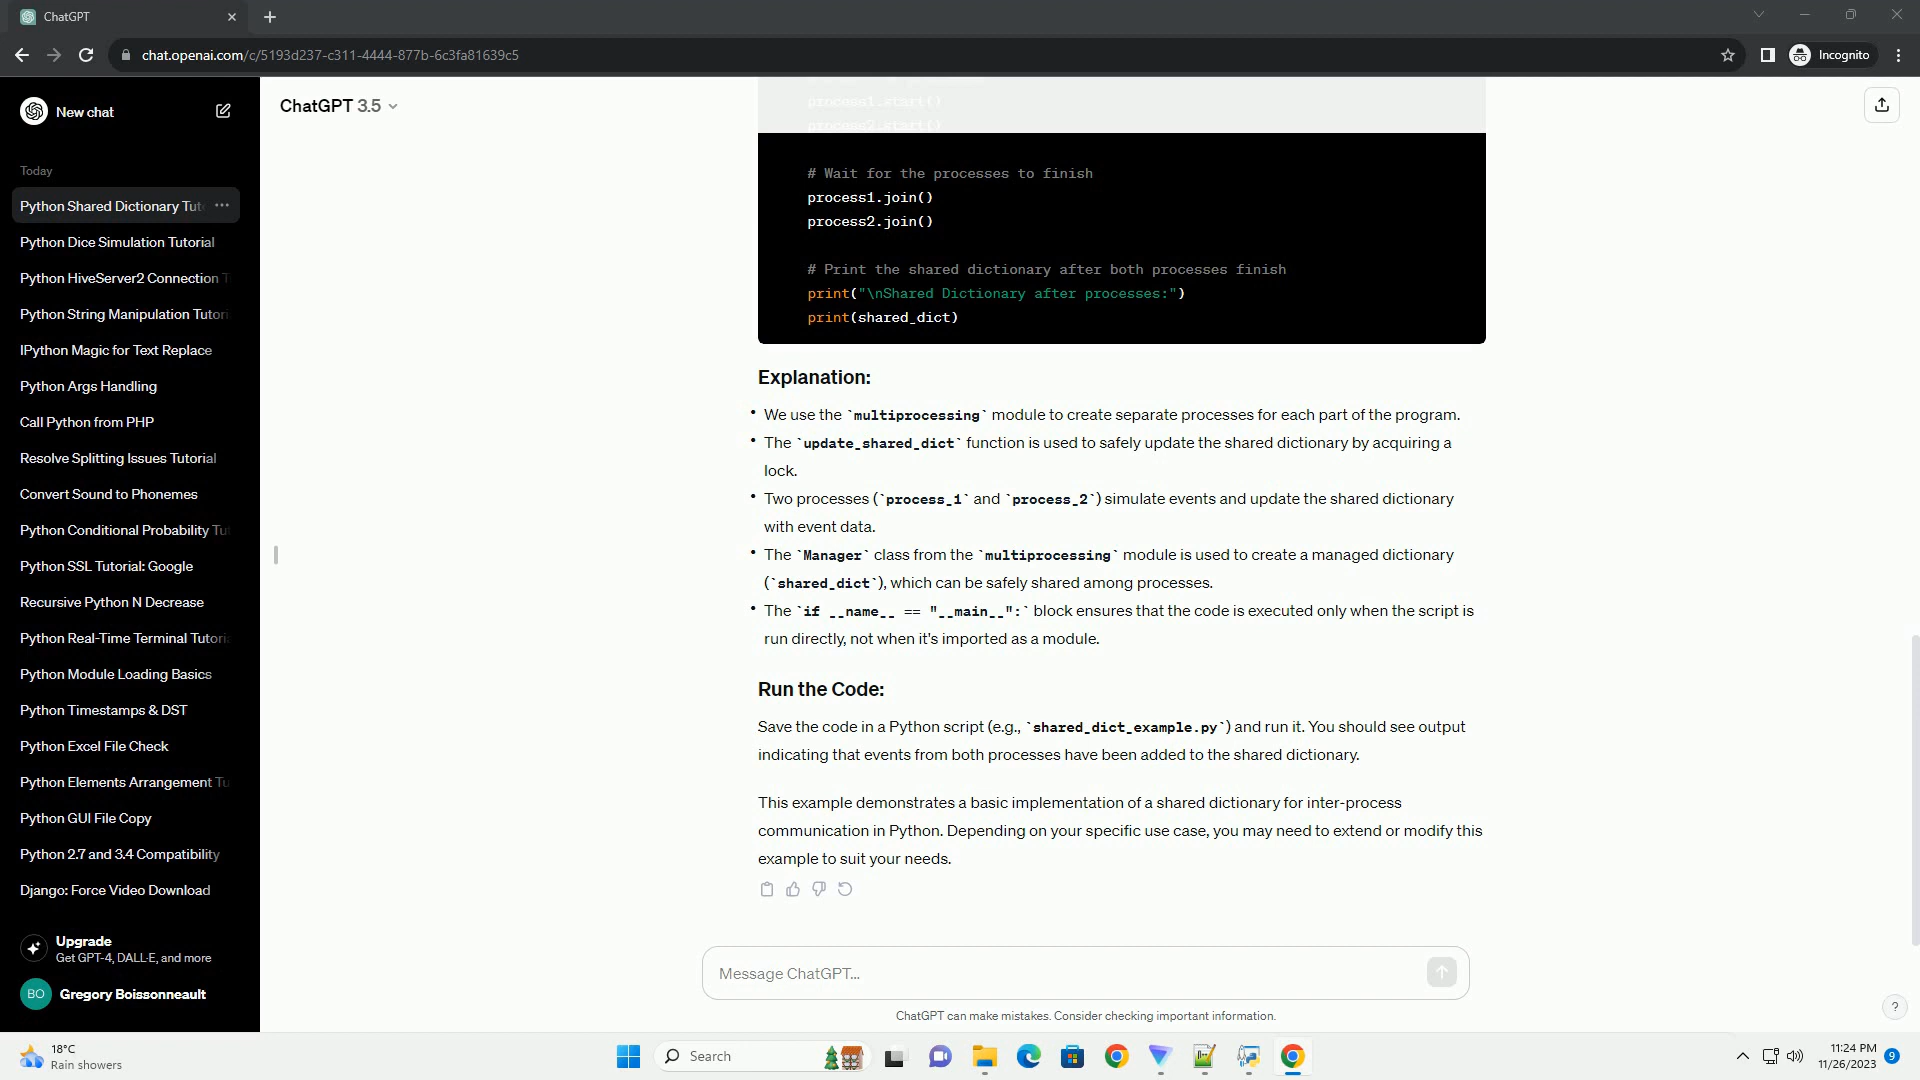 ChatGPT
chat.openai.com/c/5193d237-c311-4444-877b-6c3fa81639c5
Incognito
New chat
Today
Python Shared Dictionary Tut
Python Dice Simulation Tutorial
Python HiveServer2 Connection T
Python String Manipulation Tutori
IPython Magic for Text Replace
Python Args Handling
Call Python from PHP
Resolve Splitting Issues Tutorial
Convert Sound to Phonemes
Python Conditional Probability Tut
Python SSL Tutorial: Google
Recursive Python N Decrease
Python Real-Time Terminal Tutoria
Python Module Loading Basics
Python Timestamps & DST
Python Excel File Check
Python Elements Arrangement Tu
Python GUI File Copy
Python 2.7 and 3.4 Compatibility
Django: Force Video Download
Upgrade
Get GPT-4, DALL·E, and more
BO
Gregory Boissonneault
ChatGPT 3.5
process1.start()
process2.start()
# Wait for the processes to finish
process1.join()
process2.join()
# Print the shared dictionary after both processes finish
print("\nShared Dictionary after processes:")
print(shared_dict)
Explanation:
• We use the `multiprocessing` module to create separate processes for each part of the program.
• The `update_shared_dict` function is used to safely update the shared dictionary by acquiring a
lock.
• Two processes (`process_1` and `process_2`) simulate events and update the shared dictionary
with event data.
• The `Manager` class from the `multiprocessing` module is used to create a managed dictionary
(`shared_dict`), which can be safely shared among processes.
• The `if __name__ == "__main__":` block ensures that the code is executed only when the script is
run directly, not when it's imported as a module.
Run the Code:
Save the code in a Python script (e.g., `shared_dict_example.py`) and run it. You should see output
indicating that events from both processes have been added to the shared dictionary.
This example demonstrates a basic implementation of a shared dictionary for inter-process
communication in Python. Depending on your specific use case, you may need to extend or modify this
example to suit your needs.
Message ChatGPT...
ChatGPT can make mistakes. Consider checking important information.
?
18°C
Rain showers
Search
11:24 PM
11/26/2023
9